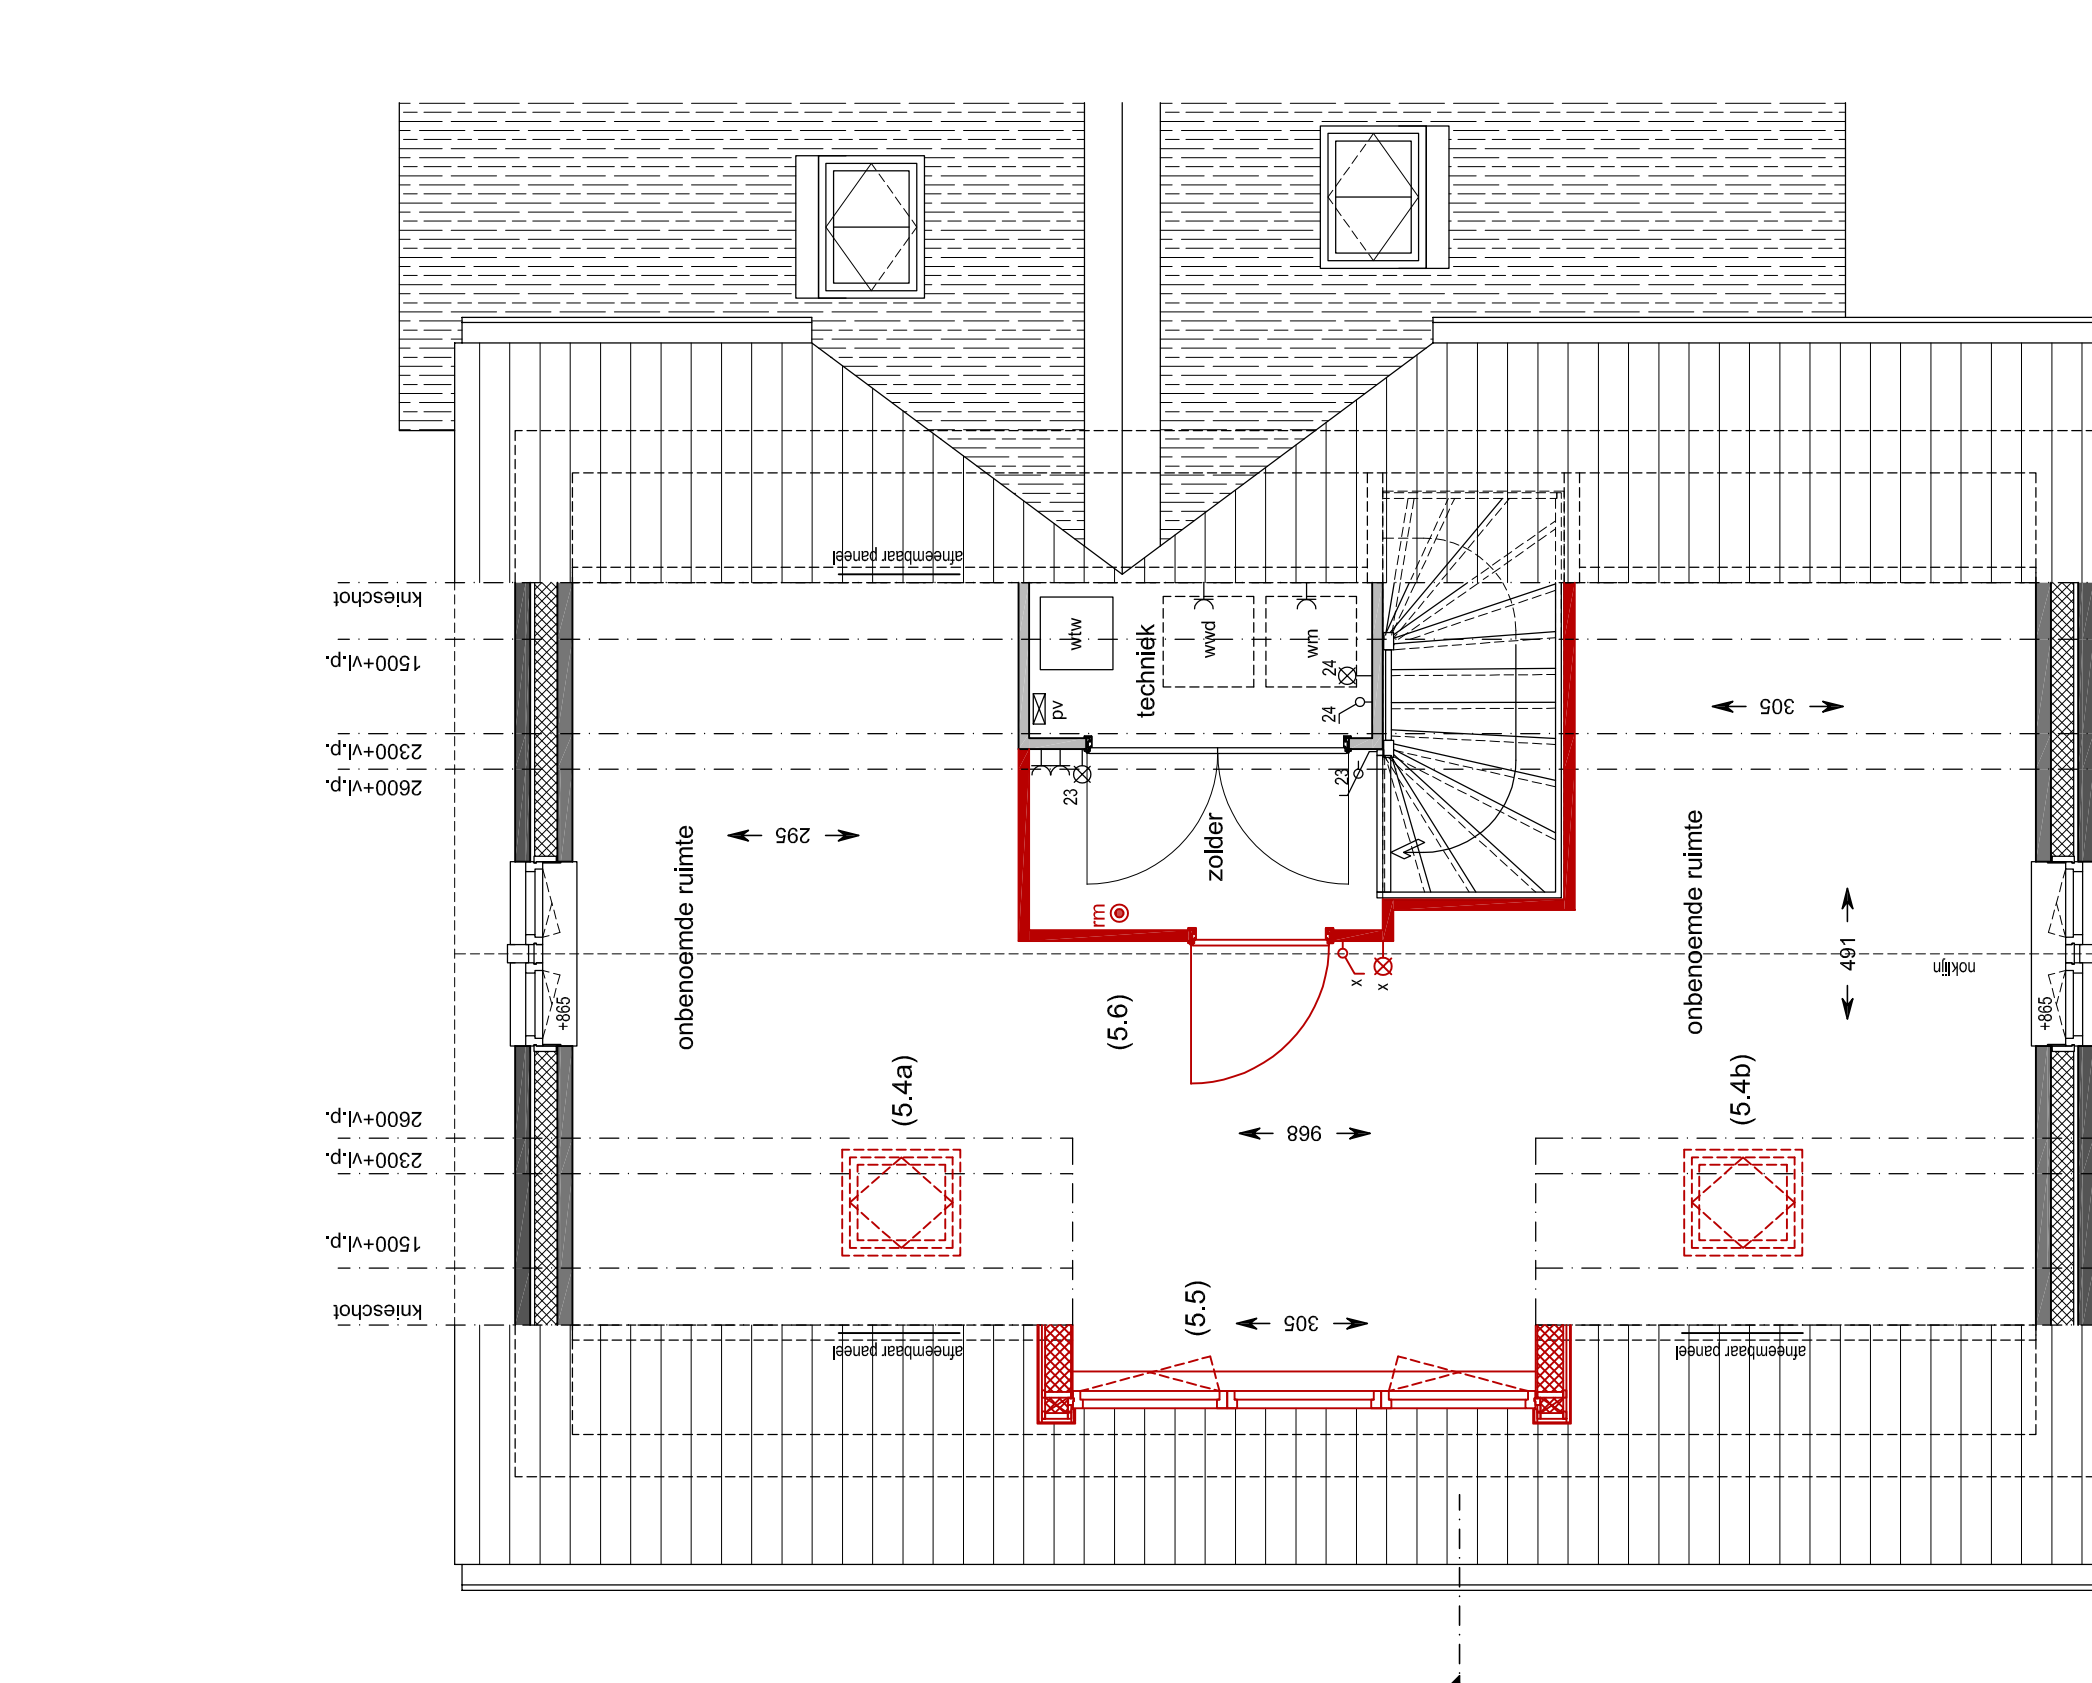 afneembaar paneel
knieschot
1500+vl.p.
2300+vl.p.
2600+vl.p.
wtw
pv
techniek
wwd
wm
24
24
23
23
zolder
305
295
onbenoemde ruimte
onbenoemde ruimte
rm
x
x
491
noklijn
+865
+865
(5.6)
(5.4a)
(5.4b)
968
2600+vl.p.
2300+vl.p.
1500+vl.p.
knieschot
(5.5)
305
afneembaar paneel
afneembaar paneel